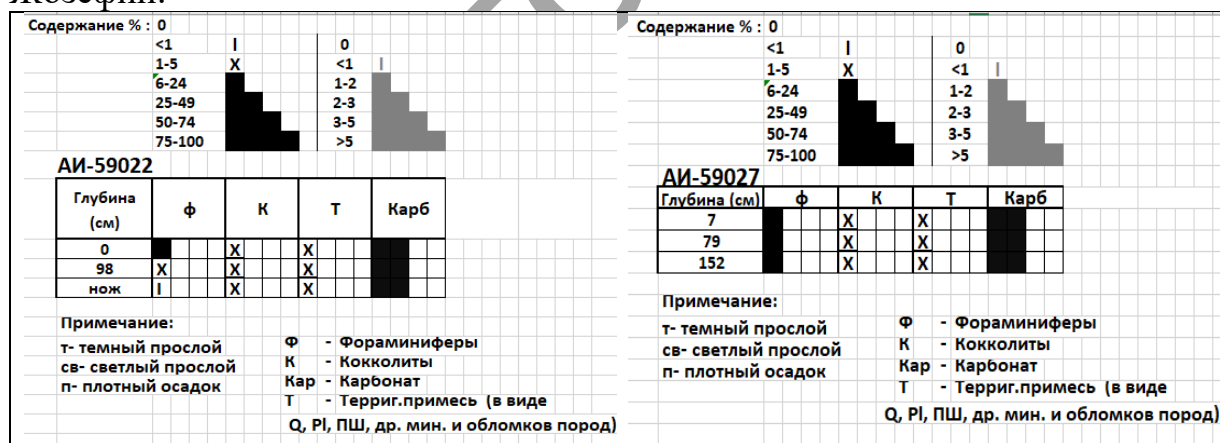 Содержание % : 0
<1 I 0
1-5 X <1 I
6-24 1-2
25-49 2-3
50-74 3-5
75-100 >5
АИ-59022
Глубина (см) ф К Т Карб
0 X X
98 X X X
нож I X X
Примечание:
т- темный прослой
св- светлый прослой
п- плотный осадок
Ф - Фораминиферы
К - Кокколиты
Кар - Карбонат
Т - Терриг.примесь (в виде
Q, Pl, ПШ, др. мин. и обломков пород)
Содержание % : 0
<1 I 0
1-5 X <1 I
6-24 1-2
25-49 2-3
50-74 3-5
75-100 >5
АИ-59027
Глубина (см) ф К Т Карб
7 X X
79 X X
152 X X
Примечание:
т- темный прослой
св- светлый прослой
п- плотный осадок
Ф - Фораминиферы
К - Кокколиты
Кар - Карбонат
Т - Терриг.примесь (в виде
Q, Pl, ПШ, др. мин. и обломков пород)